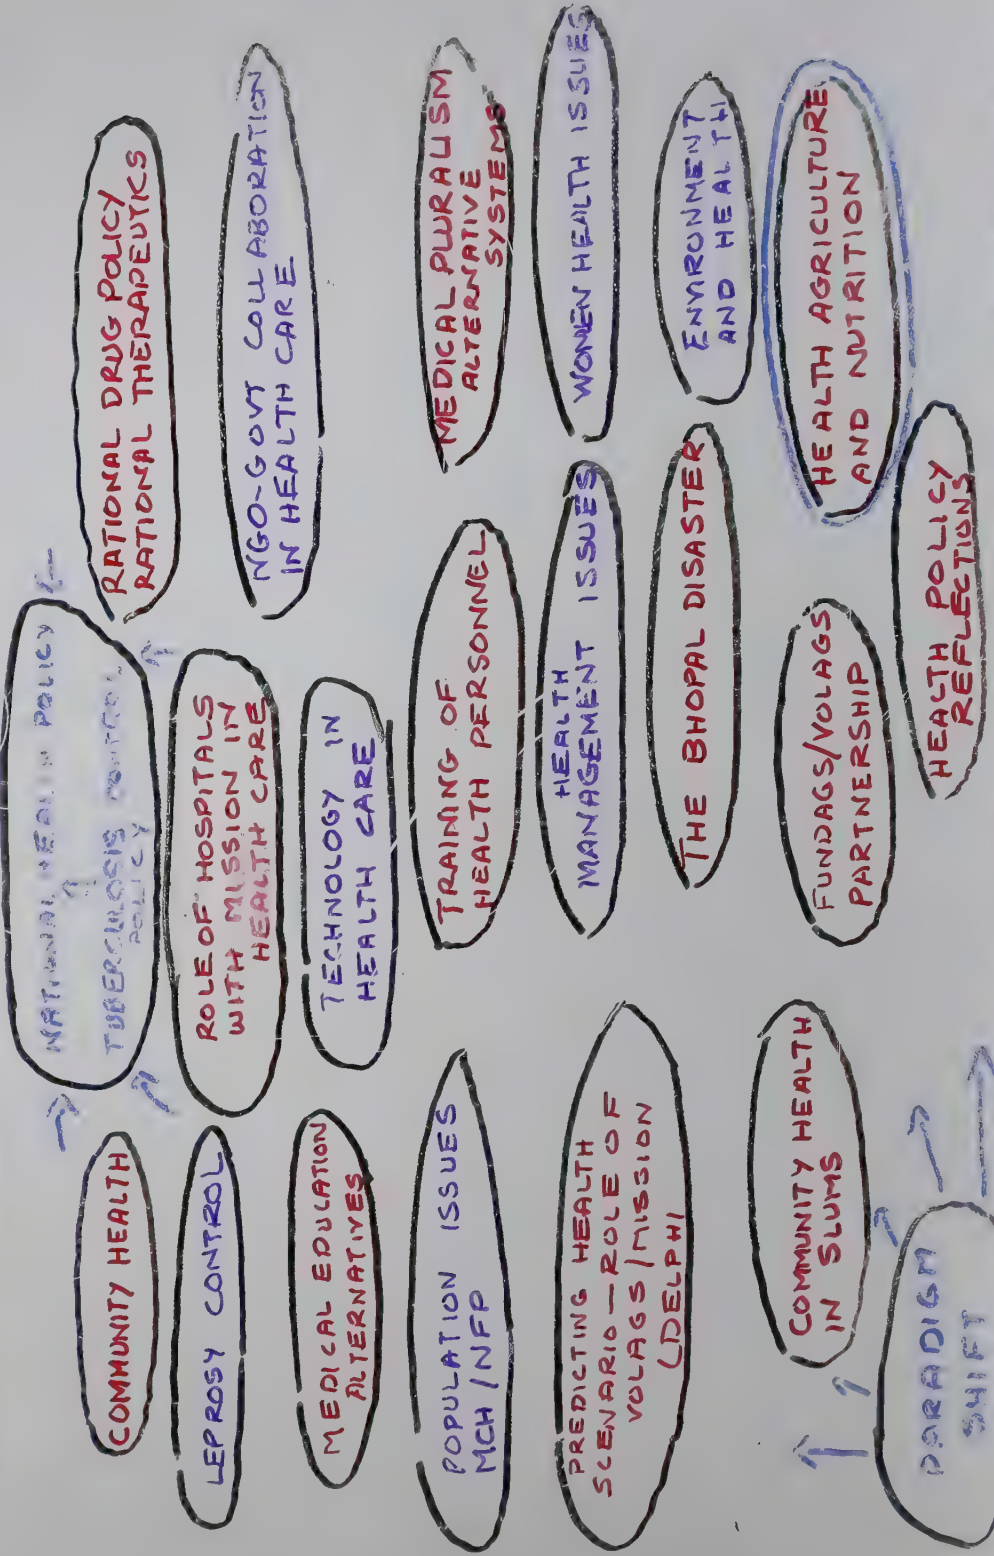 COMMUNITY HEALTH
LEPROSY CONTROL
MEDICAL EDUCATION
ALTERNATIVES
POPULATION ISSUES
MCH/NFP
PREDICTING HEALTH
SCENARIO — ROLE OF
VOLAGS/MISSION
(DELPHI
COMMUNITY HEALTH
IN SLUMS
PARADIGM
SHIFT
NATIONAL HEALTH POLICY
TUBERCULOSIS CONTROL
POLICY
ROLE OF HOSPITALS
WITH MISSION IN
HEALTH CARE
TECHNOLOGY IN
HEALTH CARE
TRAINING OF
HEALTH PERSONNEL
HEALTH
MANAGEMENT ISSUES
THE BHOPAL DISASTER
FUNDAGS/VOLAGS
PARTNERSHIP
HEALTH POLICY
REFLECTIONS
RATIONAL DRUG POLICY
RATIONAL THERAPEUTICS
NGO-GOVT COLLABORATION
IN HEALTH CARE
MEDICAL PLURALISM
ALTERNATIVE
SYSTEMS
WOMEN HEALTH ISSUES
ENVIRONMENT
AND HEALTH
HEALTH AGRICULTURE
AND NUTRITION